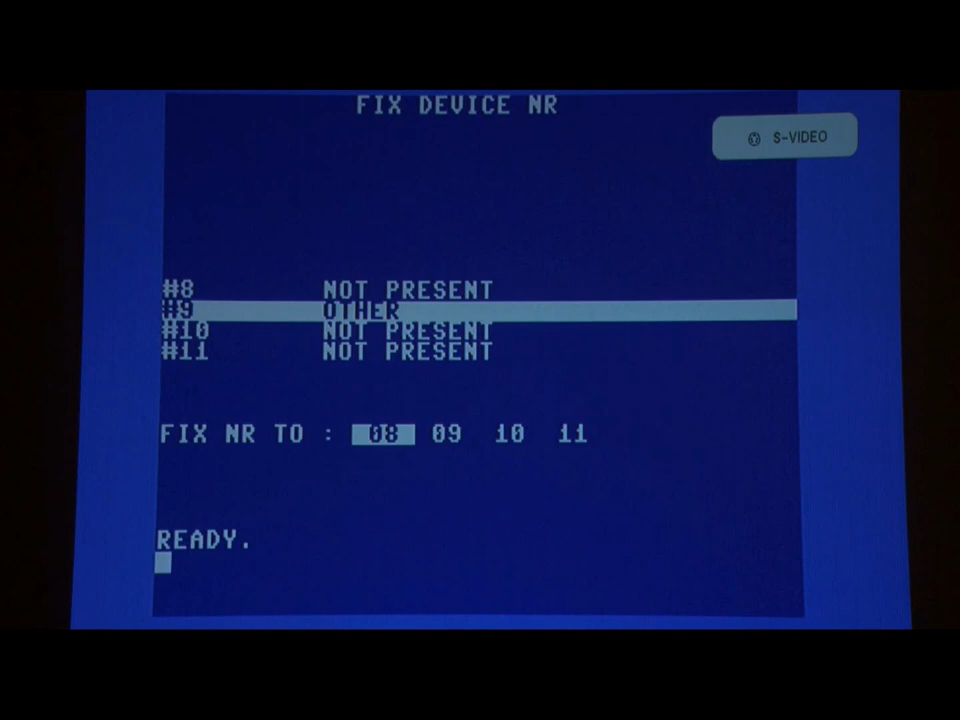 FIX DEVICE NR
S-VIDEO
#8 NOT PRESENT
#9 OTHER
#10 NOT PRESENT
#11 NOT PRESENT
FIX NR TO : 08 09 10 11
READY.